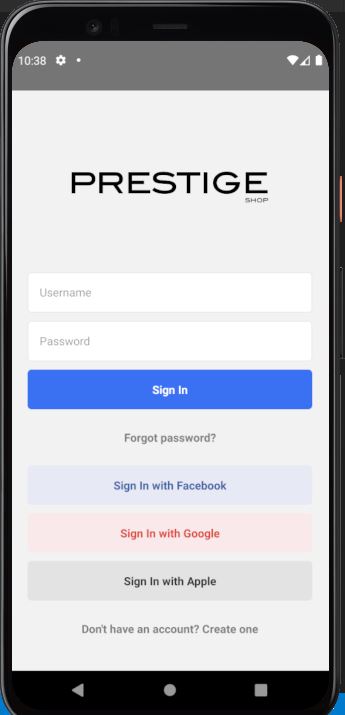 10:38
PRESTIGE
SHOP
Username
Password
Sign In
Forgot password?
Sign In with Facebook
Sign In with Google
Sign In with Apple
Don't have an account? Create one